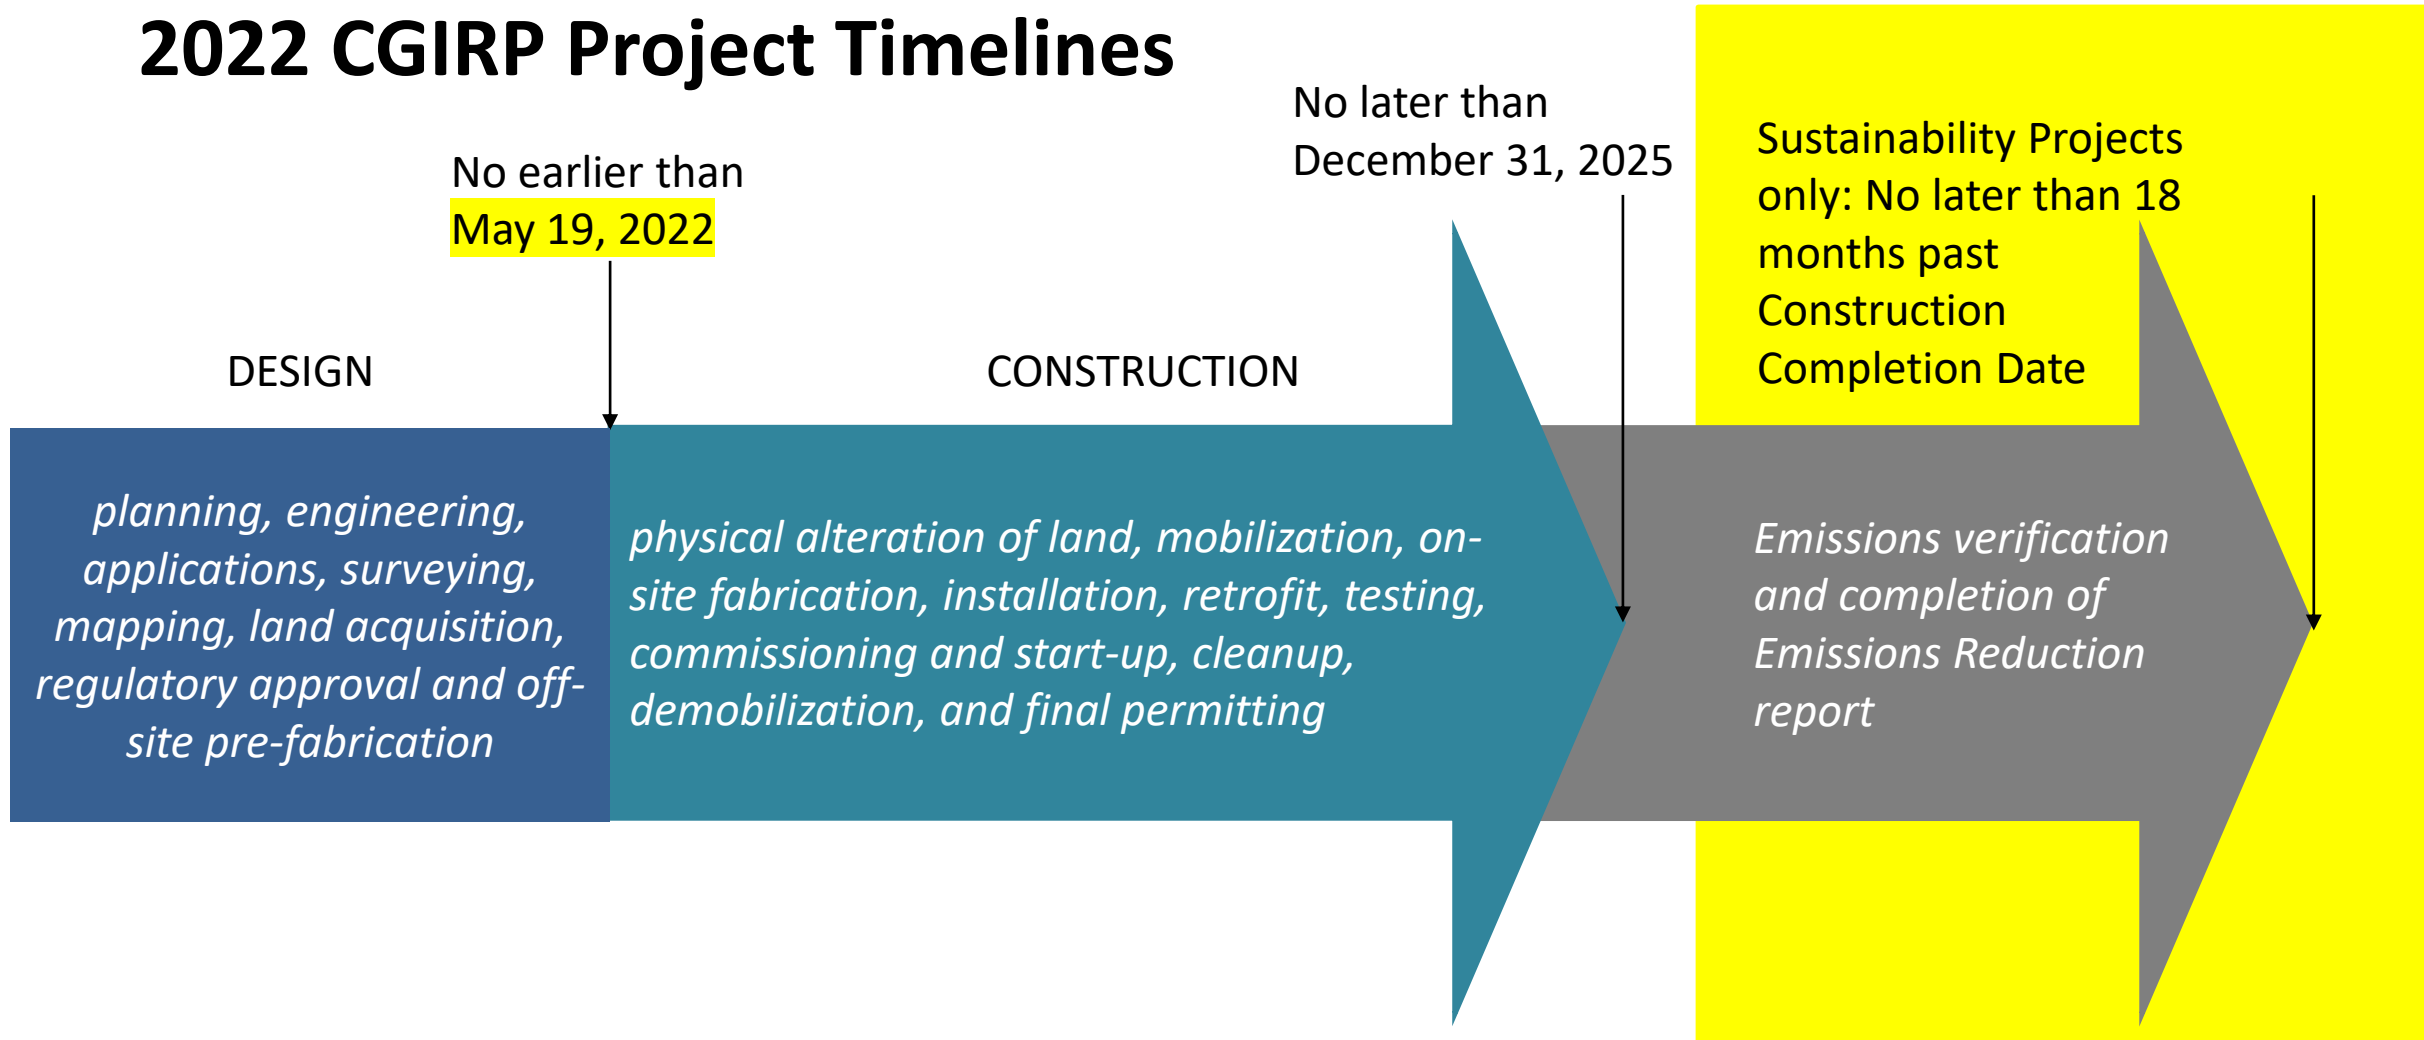 2022 CGIRP Project Timelines
No earlier than
May 19, 2022
No later than
December 31, 2025
Sustainability Projects
only: No later than 18
months past
Construction
Completion Date
DESIGN
CONSTRUCTION
planning, engineering,
applications, surveying,
mapping, land acquisition,
regulatory approval and off-
site pre-fabrication
physical alteration of land, mobilization, on-
site fabrication, installation, retrofit, testing,
commissioning and start-up, cleanup,
demobilization, and final permitting
Emissions verification
and completion of
Emissions Reduction
report